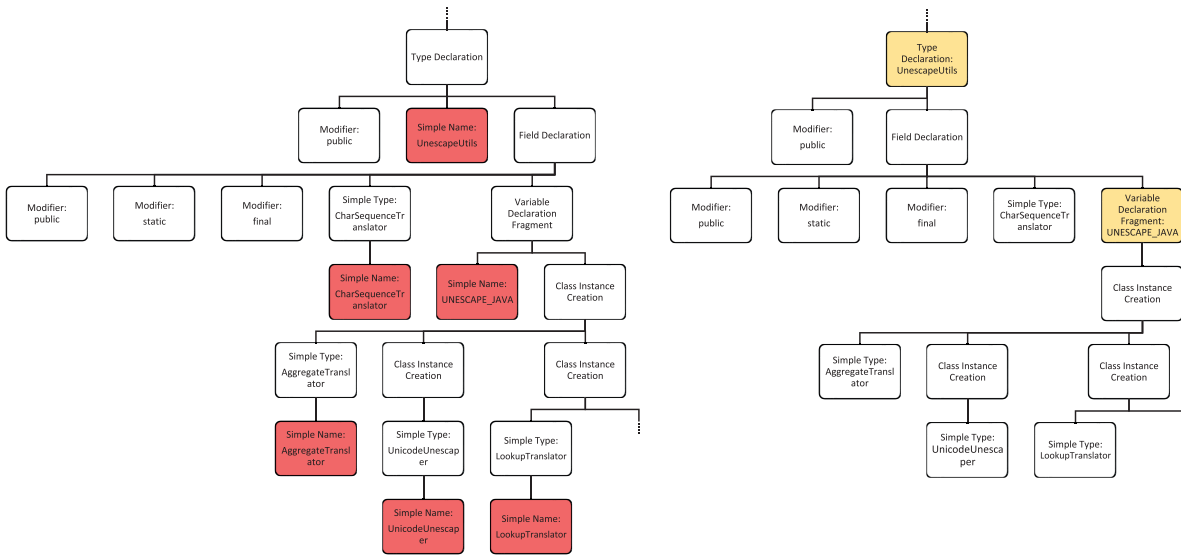 Type Declaration
Modifier:
public
Simple Name:
UnescapeUtils
Field Declaration
Modifier:
public
Modifier:
static
Modifier:
final
Simple Type:
CharSequenceTr
anslator
Variable
Declaration
Fragment
Simple Name:
CharSequenceTr
anslator
Simple Name:
UNESCAPE_JAVA
Class Instance
Creation
Simple Type:
AggregateTransl
ator
Class Instance
Creation
Class Instance
Creation
Simple Name:
AggregateTransl
ator
Simple Type:
UnicodeUnesca
per
Simple Type:
LookupTranslator
Simple Name:
UnicodeUnesca
per
Simple Name:
LookupTranslator
Type
Declaration:
UnescapeUtils
Modifier:
public
Field Declaration
Modifier:
public
Modifier:
static
Modifier:
final
Simple Type:
CharSequenceTr
anslator
Variable
Declaration
Fragment:
UNESCAPE_JAVA
Class Instance
Creation
Simple Type:
AggregateTransl
ator
Class Instance
Creation
Class Instance
Creation
Simple Type:
UnicodeUnesca
per
Simple Type:
LookupTranslator